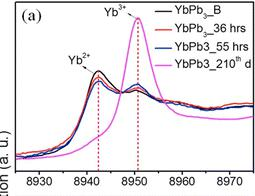 (a)
Yb³⁺
Yb²⁺
YbPb₃_B
YbPb₃_36 hrs
YbPb3_55 hrs
YbPb3_210ᵗʰ d
8930 8940 8950 8960 8970
(a. u.)